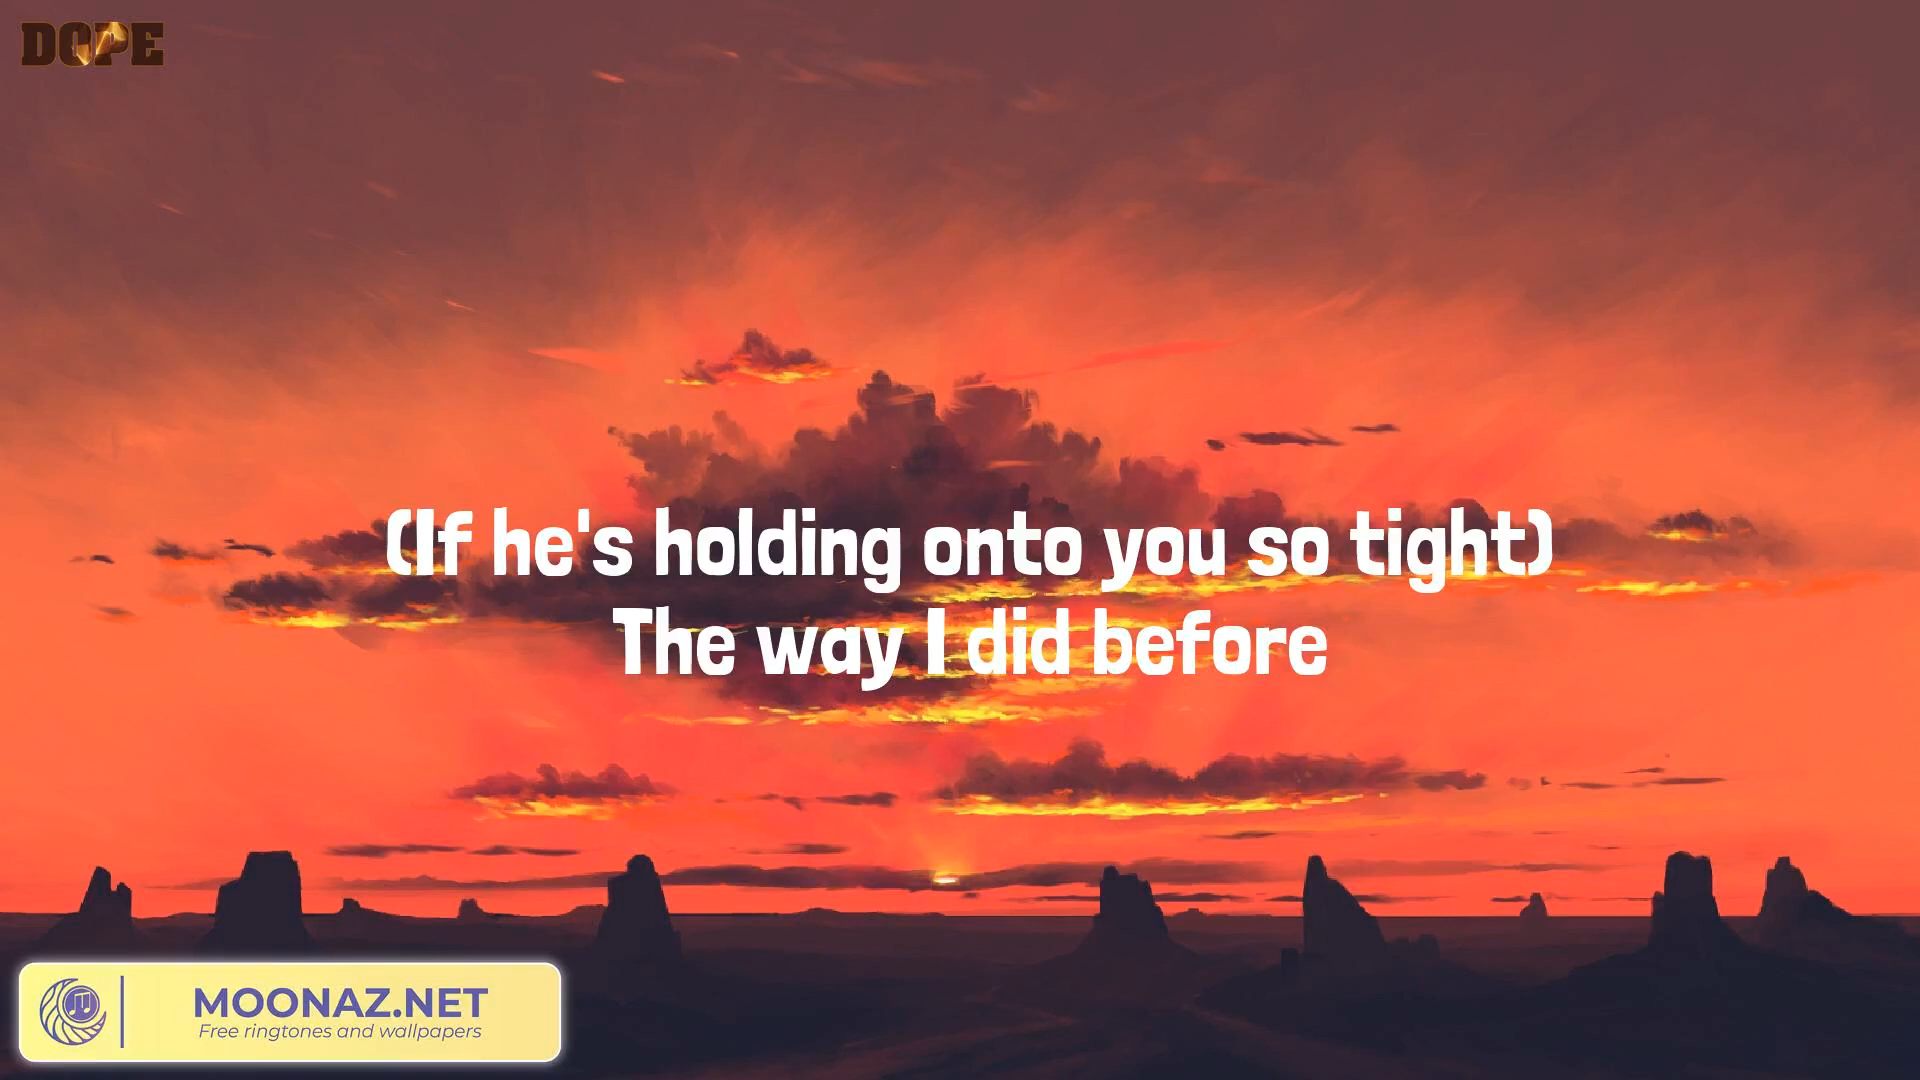 DOPE
(If he's holding onto you so tight)
The way I did before
MOONAZ.NET
Free ringtones and wallpapers